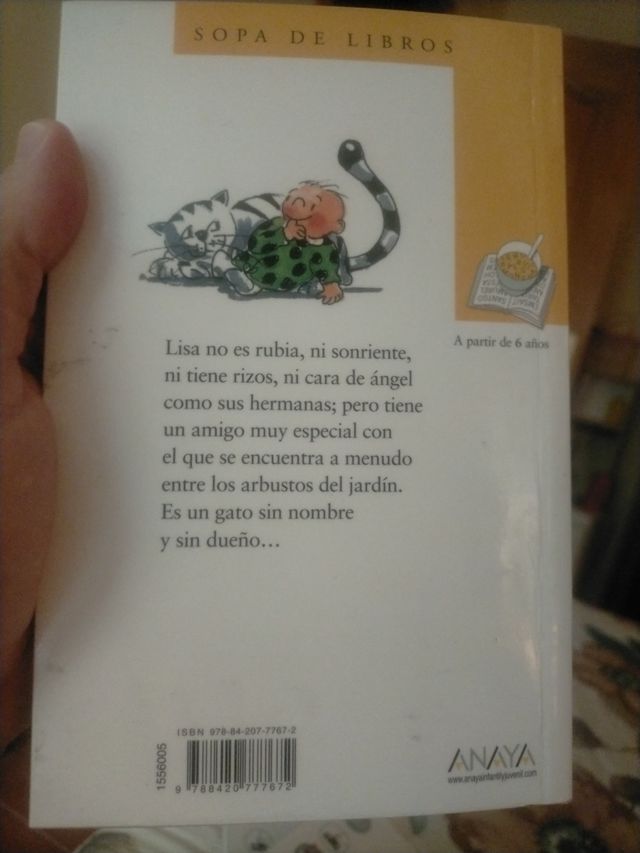 SOPA DE LIBROS
A partir de 6 años
Lisa no es rubia, ni sonriente,
ni tiene rizos, ni cara de ángel
como sus hermanas; pero tiene
un amigo muy especial con
el que se encuentra a menudo
entre los arbustos del jardín.
Es un gato sin nombre
y sin dueño…
ISBN 978-84-207-7767-2
1556005
9 788420 777672
ANAYA
www.anayainfantilyjuvenil.com